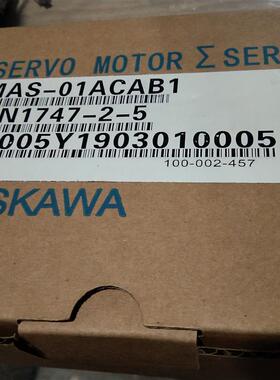 SERVO MOTOR Σ SER
MAS-01ACAB1
N1747-2-5
005Y1903010005
100-002-457
SKAWA